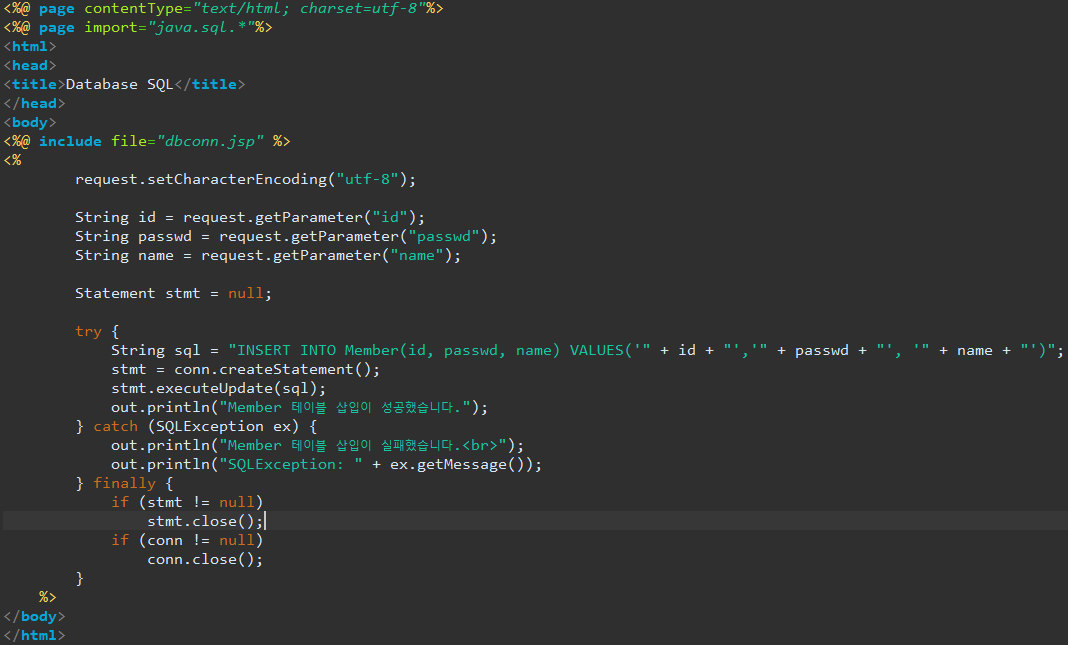 <%@ page contentType="text/html; charset=utf-8"%>
<%@ page import="java.sql.*"%>
<html>
<head>
<title>Database SQL</title>
</head>
<body>
<%@ include file="dbconn.jsp" %>
<%
request.setCharacterEncoding("utf-8");
String id = request.getParameter("id");
String passwd = request.getParameter("passwd");
String name = request.getParameter("name");
Statement stmt = null;
try {
String sql = "INSERT INTO Member(id, passwd, name) VALUES('" + id + "','" + passwd + "', '" + name + "')";
stmt = conn.createStatement();
stmt.executeUpdate(sql);
out.println("Member 테이블 삽입이 성공했습니다.");
} catch (SQLException ex) {
out.println("Member 테이블 삽입이 실패했습니다.<br>");
out.println("SQLException: " + ex.getMessage());
} finally {
if (stmt != null)
stmt.close();
if (conn != null)
conn.close();
}
%>
</body>
</html>